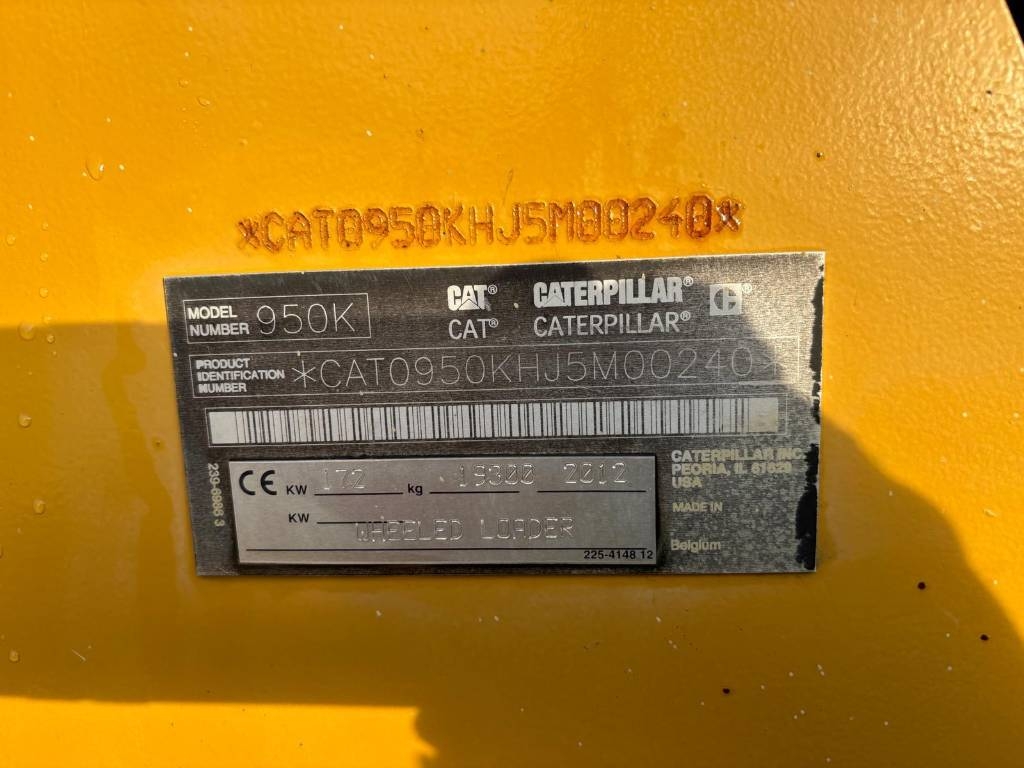 *CAT0950KHJ5M00240*
MODEL NUMBER 950K
CAT® CATERPILLAR® C®
CAT® CATERPILLAR®
PRODUCT
IDENTIFICATION
NUMBER
*CAT0950KHJ5M00240*
239-6986 3
CE KW 172 kg 19300 2012
KW
WHEELED LOADER
225-4148 12
CATERPILLAR INC.
PEORIA, IL 61629
USA
MADE IN
Belgium